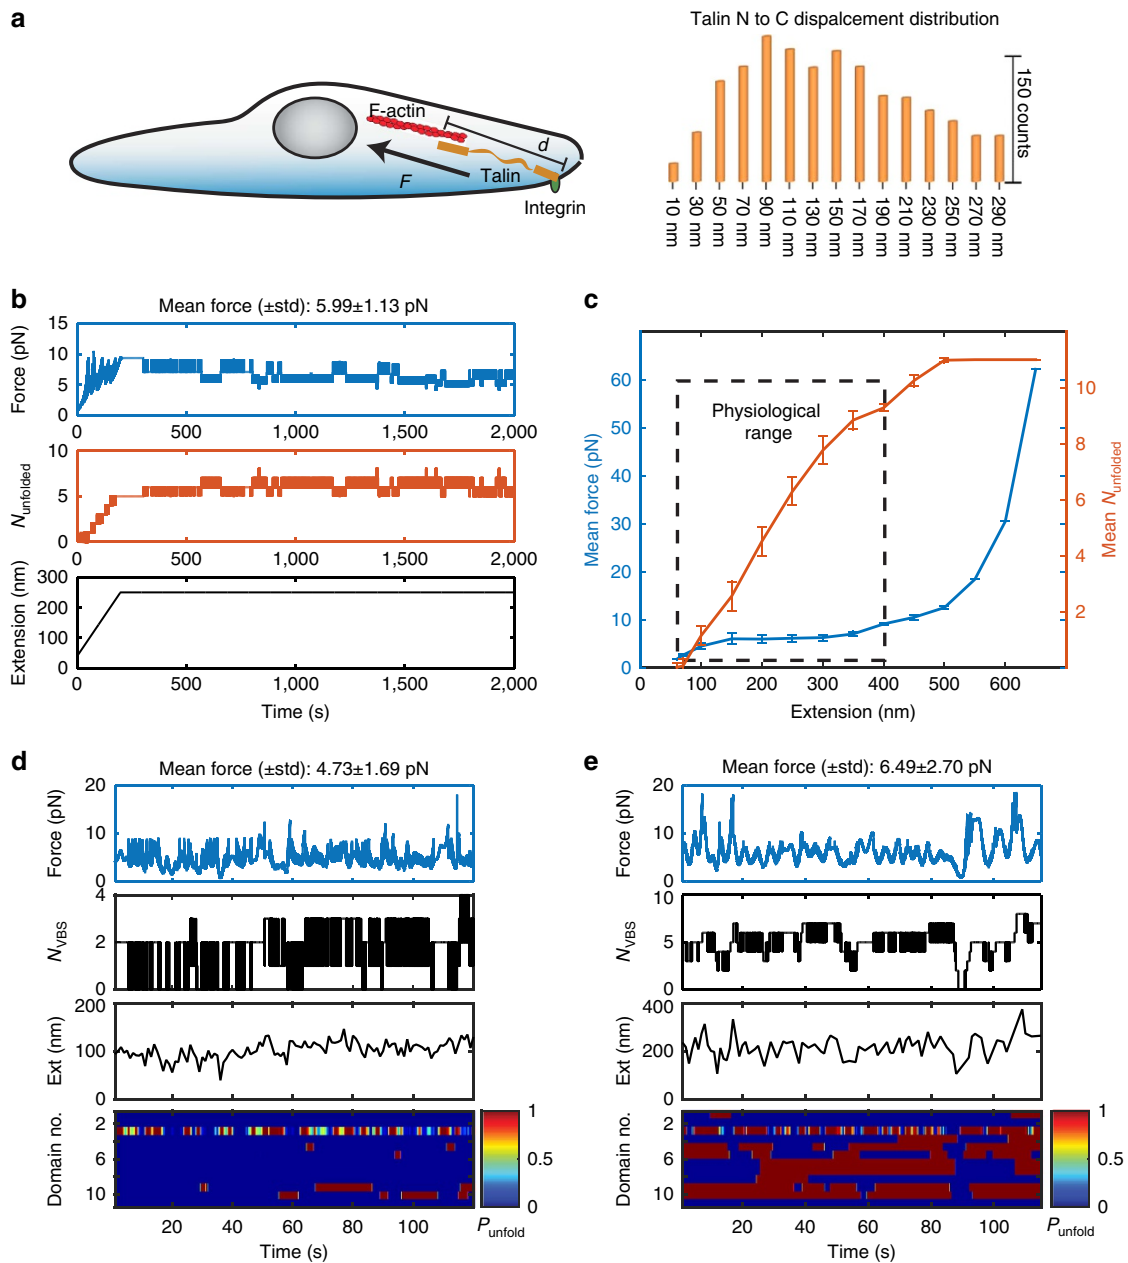 a
F-actin
d
F
Talin
Integrin
Talin N to C dispalcement distribution
150 counts
10 nm
30 nm
50 nm
70 nm
90 nm
110 nm
130 nm
150 nm
170 nm
190 nm
210 nm
230 nm
250 nm
270 nm
290 nm
b
Mean force (±std): 5.99±1.13 pN
Force (pN)
15
10
5
0
0 500 1,000 1,500 2,000
Nunfolded
10
5
0
0 500 1,000 1,500 2,000
Extension (nm)
300
200
100
0
0 500 1,000 1,500 2,000
Time (s)
c
Physiological
range
Mean force (pN)
60
50
40
30
20
10
0
Mean Nunfolded
10
8
6
4
2
0 100 200 300 400 500 600
Extension (nm)
d
Mean force (±std): 4.73±1.69 pN
Force (pN)
20
10
0
NVBS
4
2
0
Ext (nm)
200
100
0
Domain no.
2
6
10
20 40 60 80 100
Time (s)
1
0.5
0
Punfold
e
Mean force (±std): 6.49±2.70 pN
Force (pN)
20
10
0
NVBS
10
5
0
Ext (nm)
400
200
0
Domain no.
2
6
10
20 40 60 80 100
Time (s)
1
0.5
0
Punfold